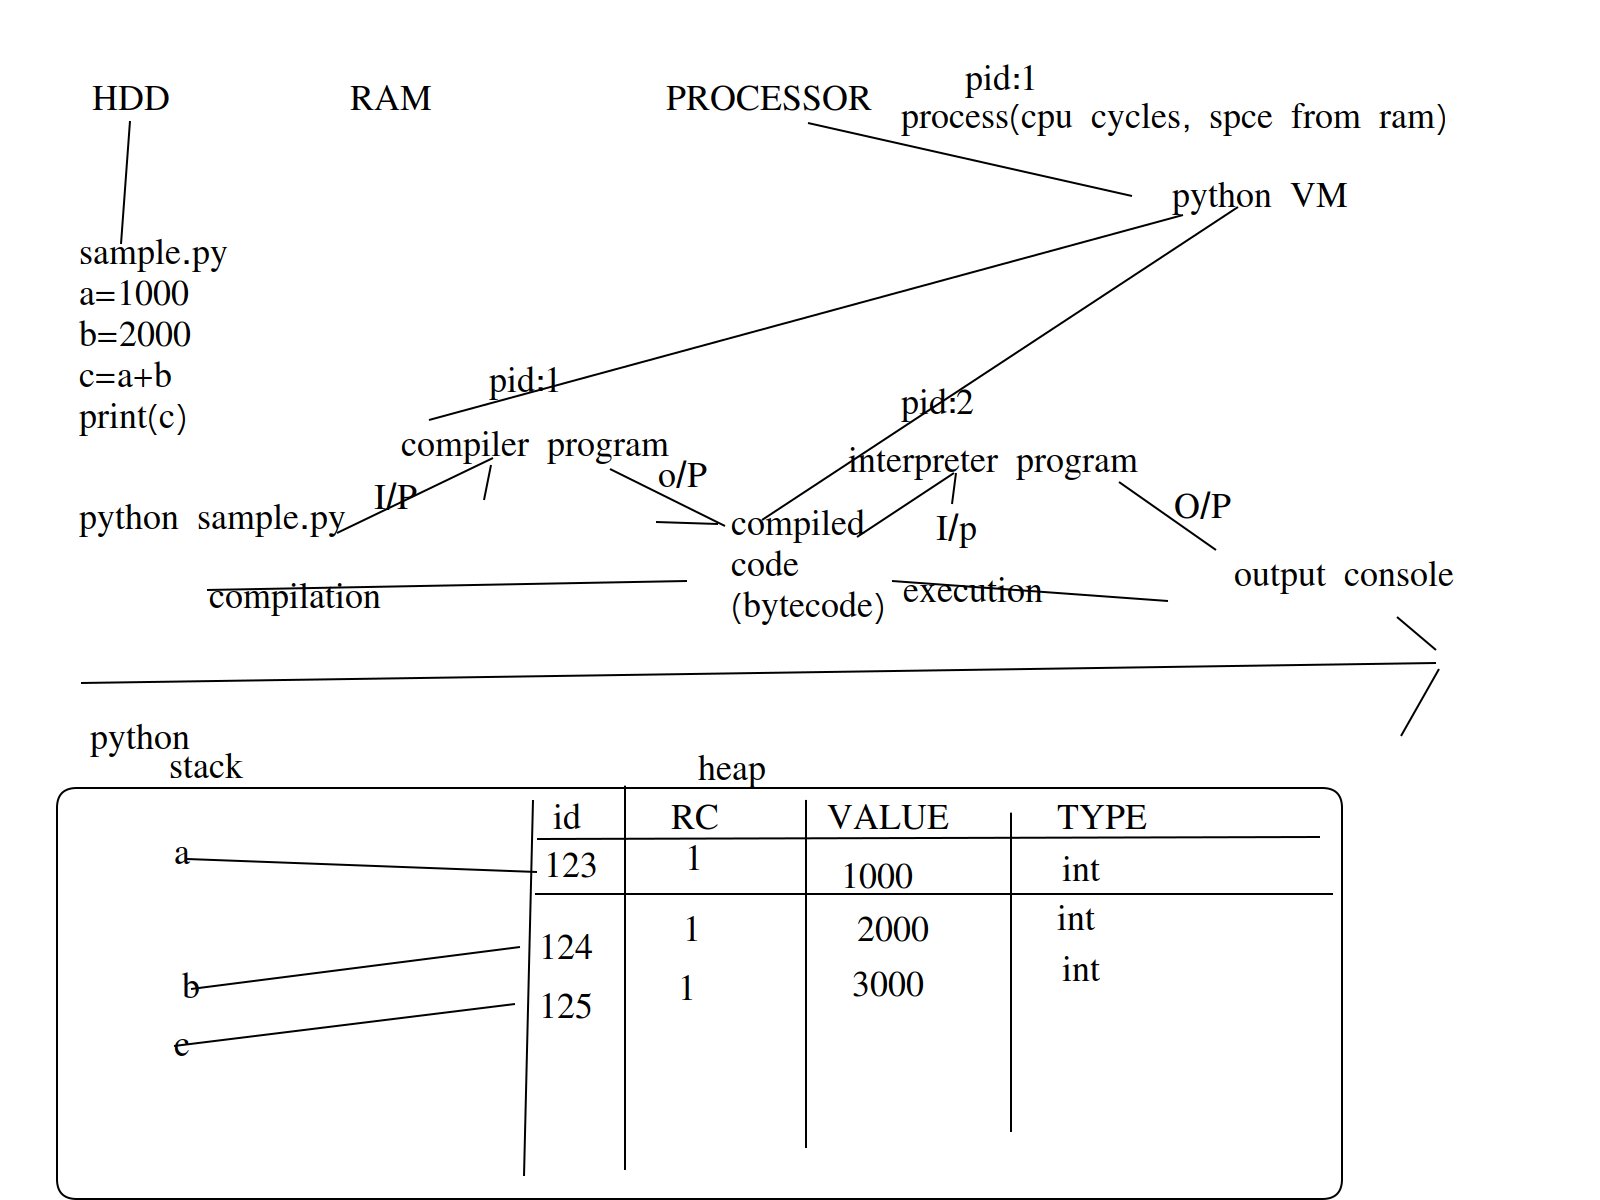 HDD
RAM
PROCESSOR
pid:1
process(cpu cycles, spce from ram)
python VM
sample.py
a=1000
b=2000
c=a+b
print(c)
pid:1
compiler program
pid:2
interpreter program
I/P
o/P
python sample.py
compiled
code
(bytecode)
I/p
O/P
output console
compilation
execution
python
stack
heap
id RC VALUE TYPE
a 123 1 1000 int
b 124 1 2000 int
c 125 1 3000 int